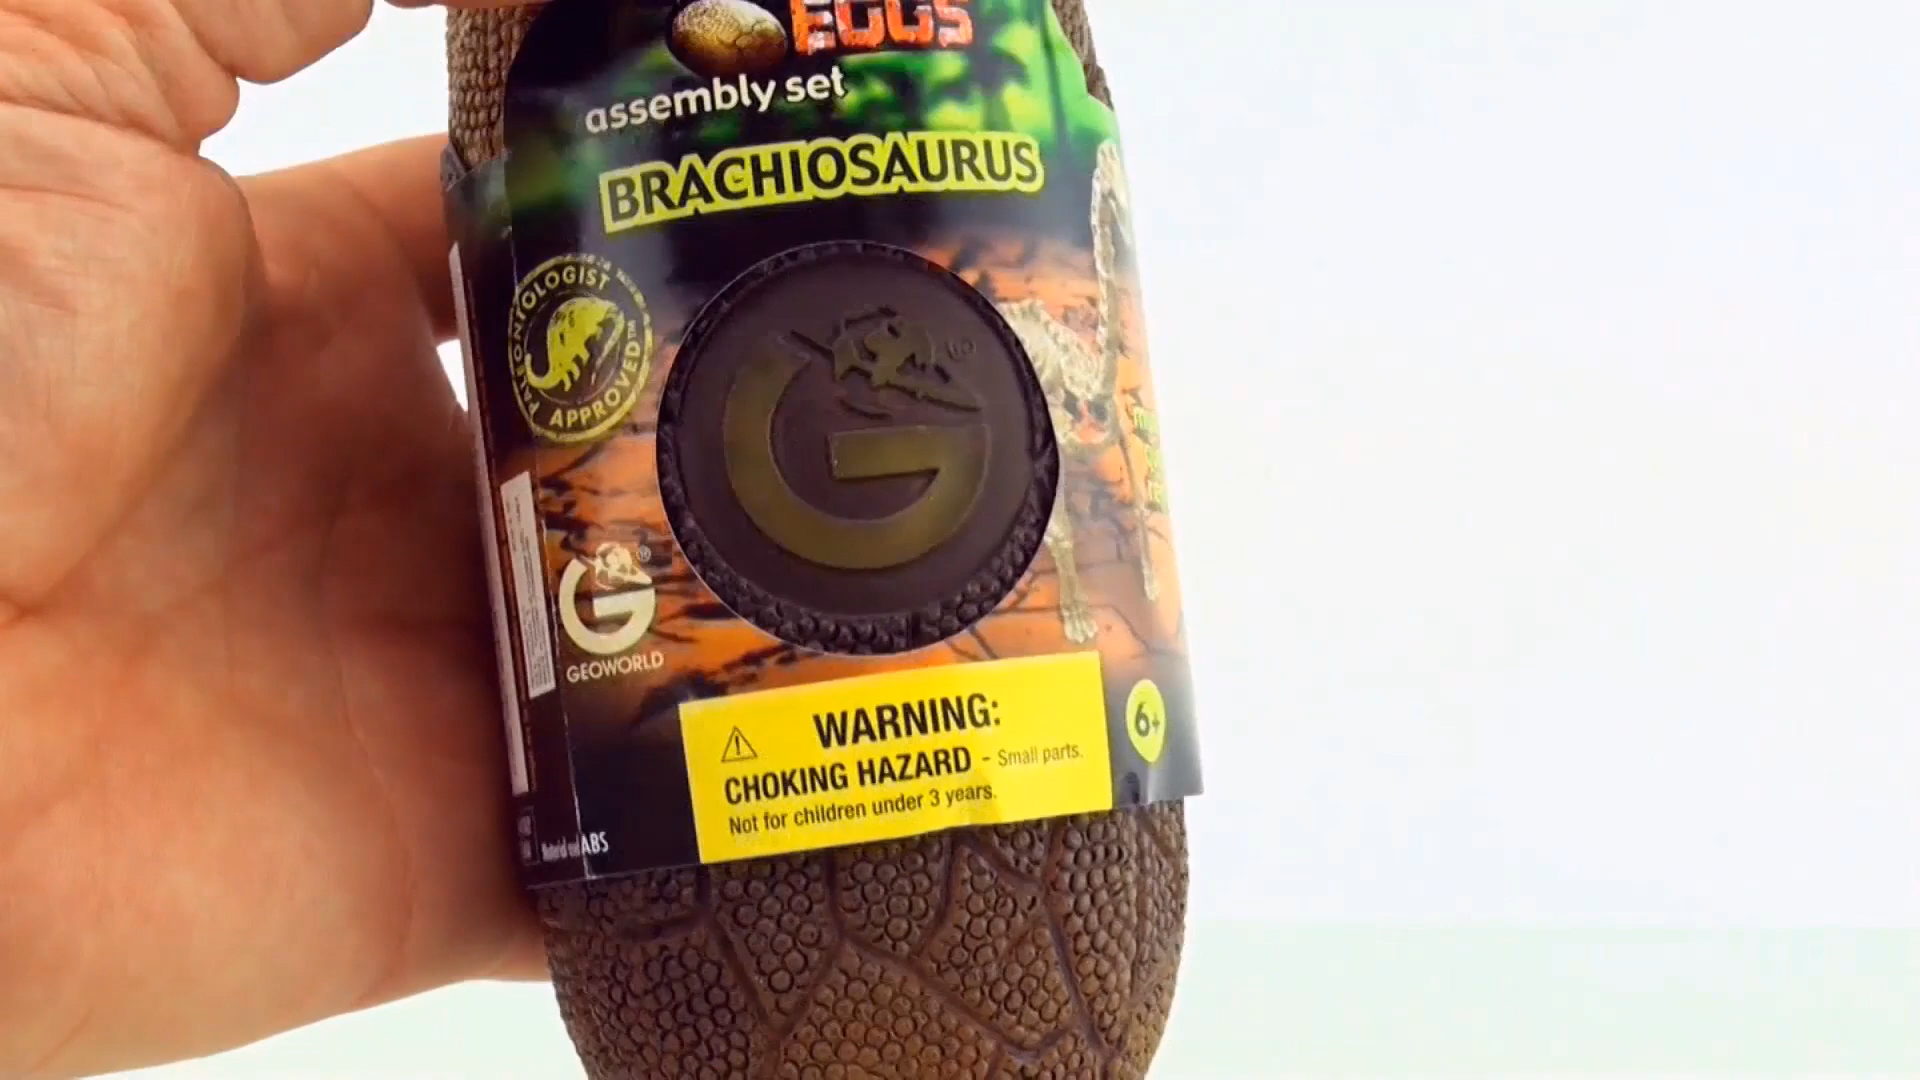 EGGS
assembly set
BRACHIOSAURUS
PALEONTOLOGIST
APPROVED™
G ®
G ®
GEOWORLD
WARNING:
CHOKING HAZARD - Small parts.
Not for children under 3 years.
6+
ABS